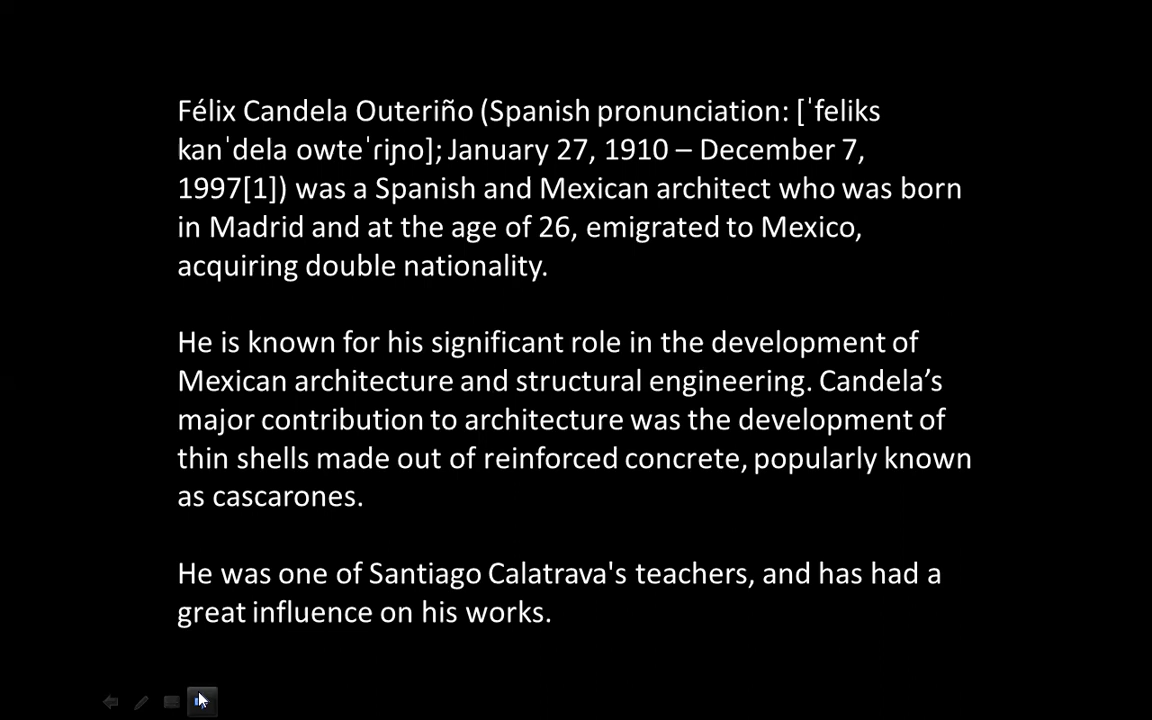 Félix Candela Outeriño (Spanish pronunciation: [ˈfeliks
kanˈdela owteˈɾiɲo]; January 27, 1910 – December 7,
1997[1]) was a Spanish and Mexican architect who was born
in Madrid and at the age of 26, emigrated to Mexico,
acquiring double nationality.
He is known for his significant role in the development of
Mexican architecture and structural engineering. Candela’s
major contribution to architecture was the development of
thin shells made out of reinforced concrete, popularly known
as cascarones.
He was one of Santiago Calatrava's teachers, and has had a
great influence on his works.